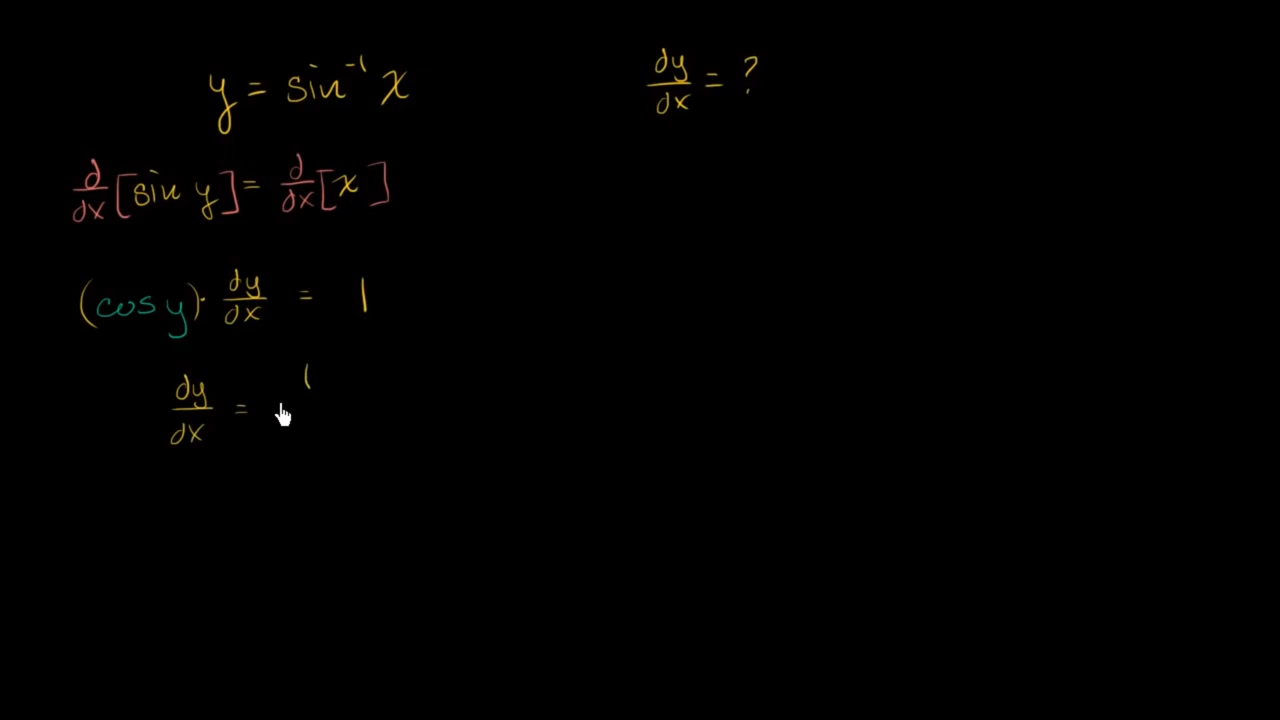 y = sin⁻¹ x
dy/dx = ?
d/dx [sin y] = d/dx [x]
(cos y) · dy/dx = 1
dy/dx = 1